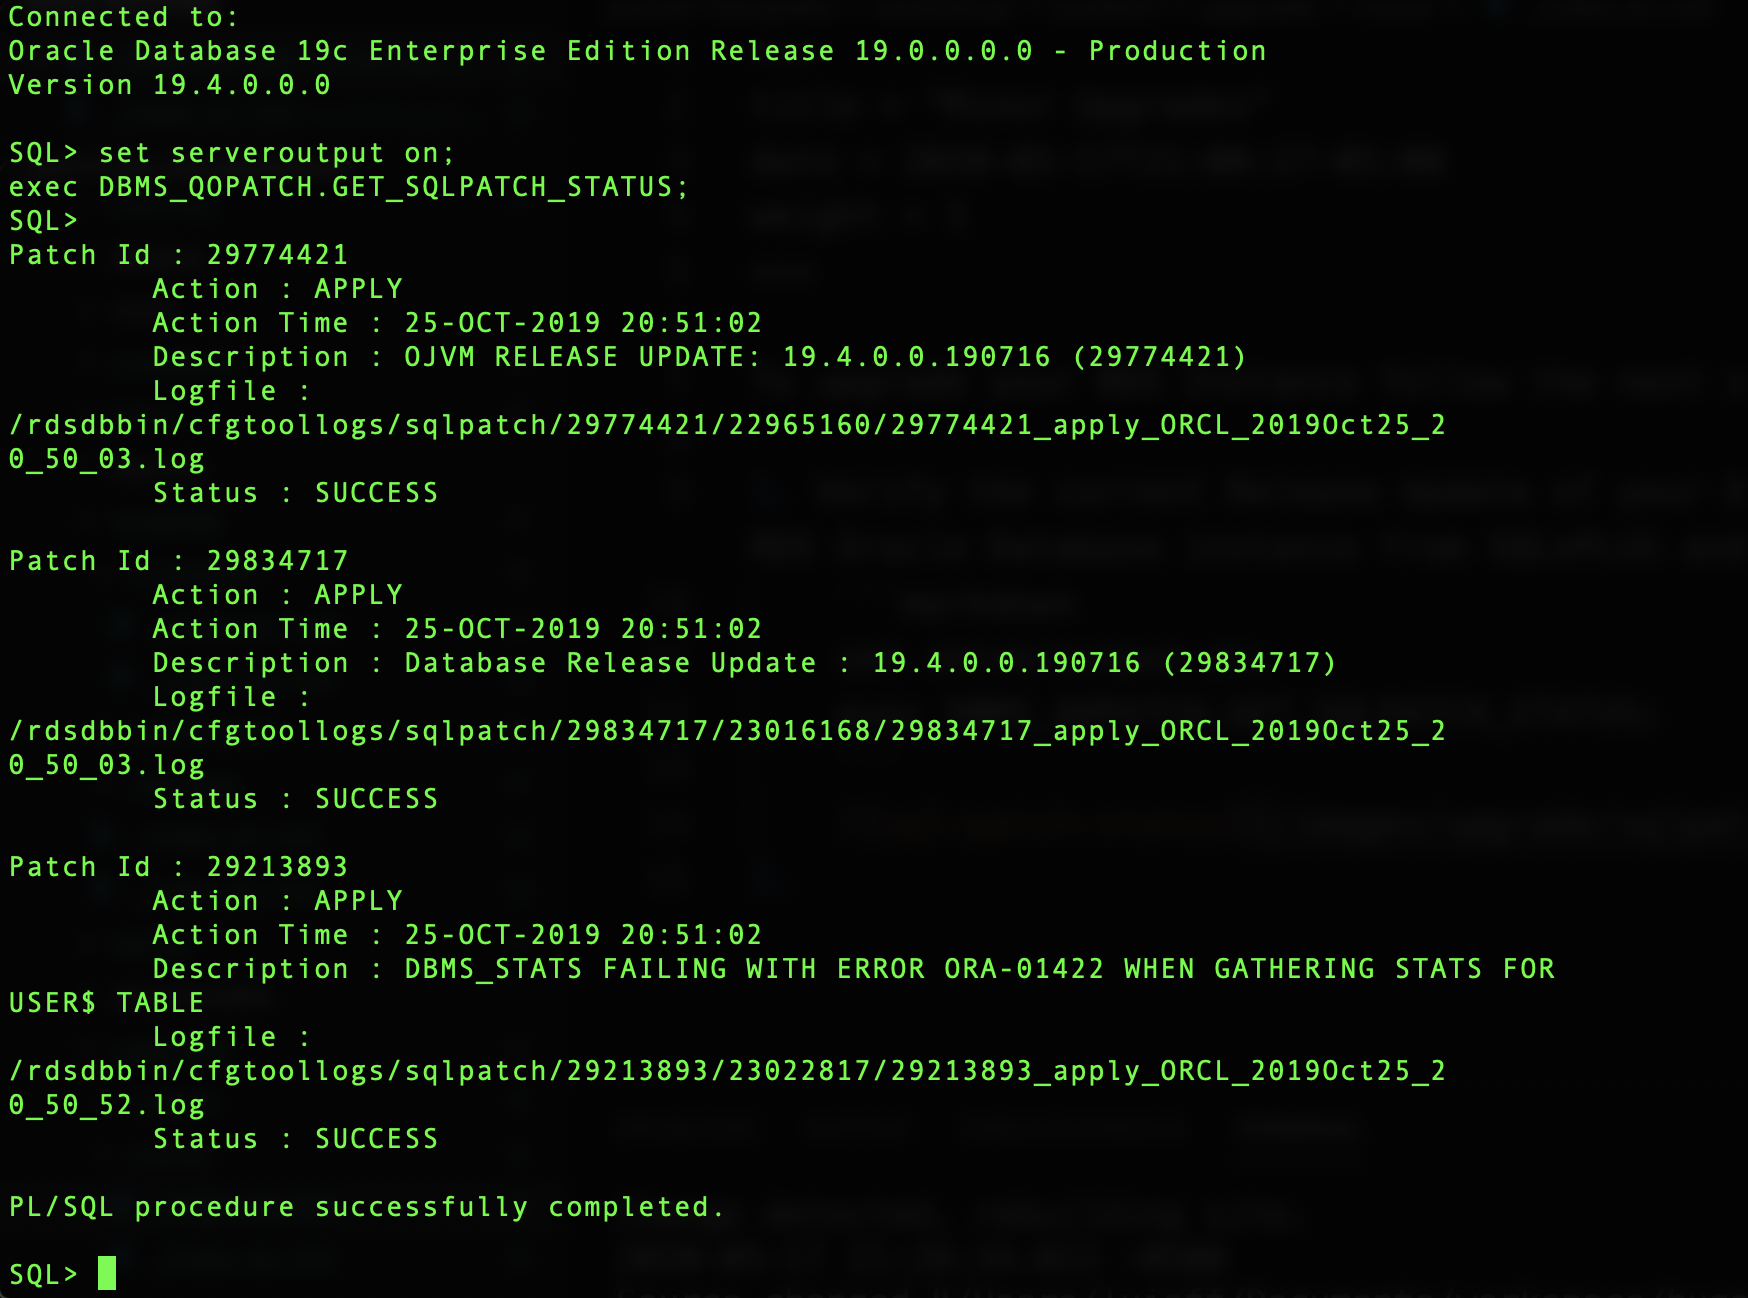 Connected to:
Oracle Database 19c Enterprise Edition Release 19.0.0.0.0 - Production
Version 19.4.0.0.0
SQL> set serveroutput on;
exec DBMS_QOPATCH.GET_SQLPATCH_STATUS;
SQL>
Patch Id : 29774421
Action : APPLY
Action Time : 25-OCT-2019 20:51:02
Description : OJVM RELEASE UPDATE: 19.4.0.0.190716 (29774421)
Logfile :
/rdsdbbin/cfgtoollogs/sqlpatch/29774421/22965160/29774421_apply_ORCL_2019Oct25_2
0_50_03.log
Status : SUCCESS
Patch Id : 29834717
Action : APPLY
Action Time : 25-OCT-2019 20:51:02
Description : Database Release Update : 19.4.0.0.190716 (29834717)
Logfile :
/rdsdbbin/cfgtoollogs/sqlpatch/29834717/23016168/29834717_apply_ORCL_2019Oct25_2
0_50_03.log
Status : SUCCESS
Patch Id : 29213893
Action : APPLY
Action Time : 25-OCT-2019 20:51:02
Description : DBMS_STATS FAILING WITH ERROR ORA-01422 WHEN GATHERING STATS FOR
USER$ TABLE
Logfile :
/rdsdbbin/cfgtoollogs/sqlpatch/29213893/23022817/29213893_apply_ORCL_2019Oct25_2
0_50_52.log
Status : SUCCESS
PL/SQL procedure successfully completed.
SQL>